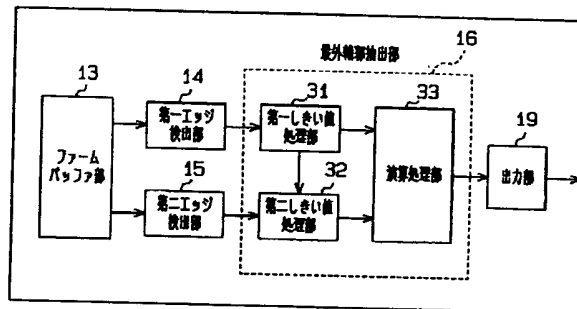 最外輪郭抽出部
16
13
14
31
33
19
ファーム
バッファ部
第一エッジ
検出部
第一しきい値
処理部
演算処理部
出力部
15
32
第二エッジ
検出部
第二しきい値
処理部